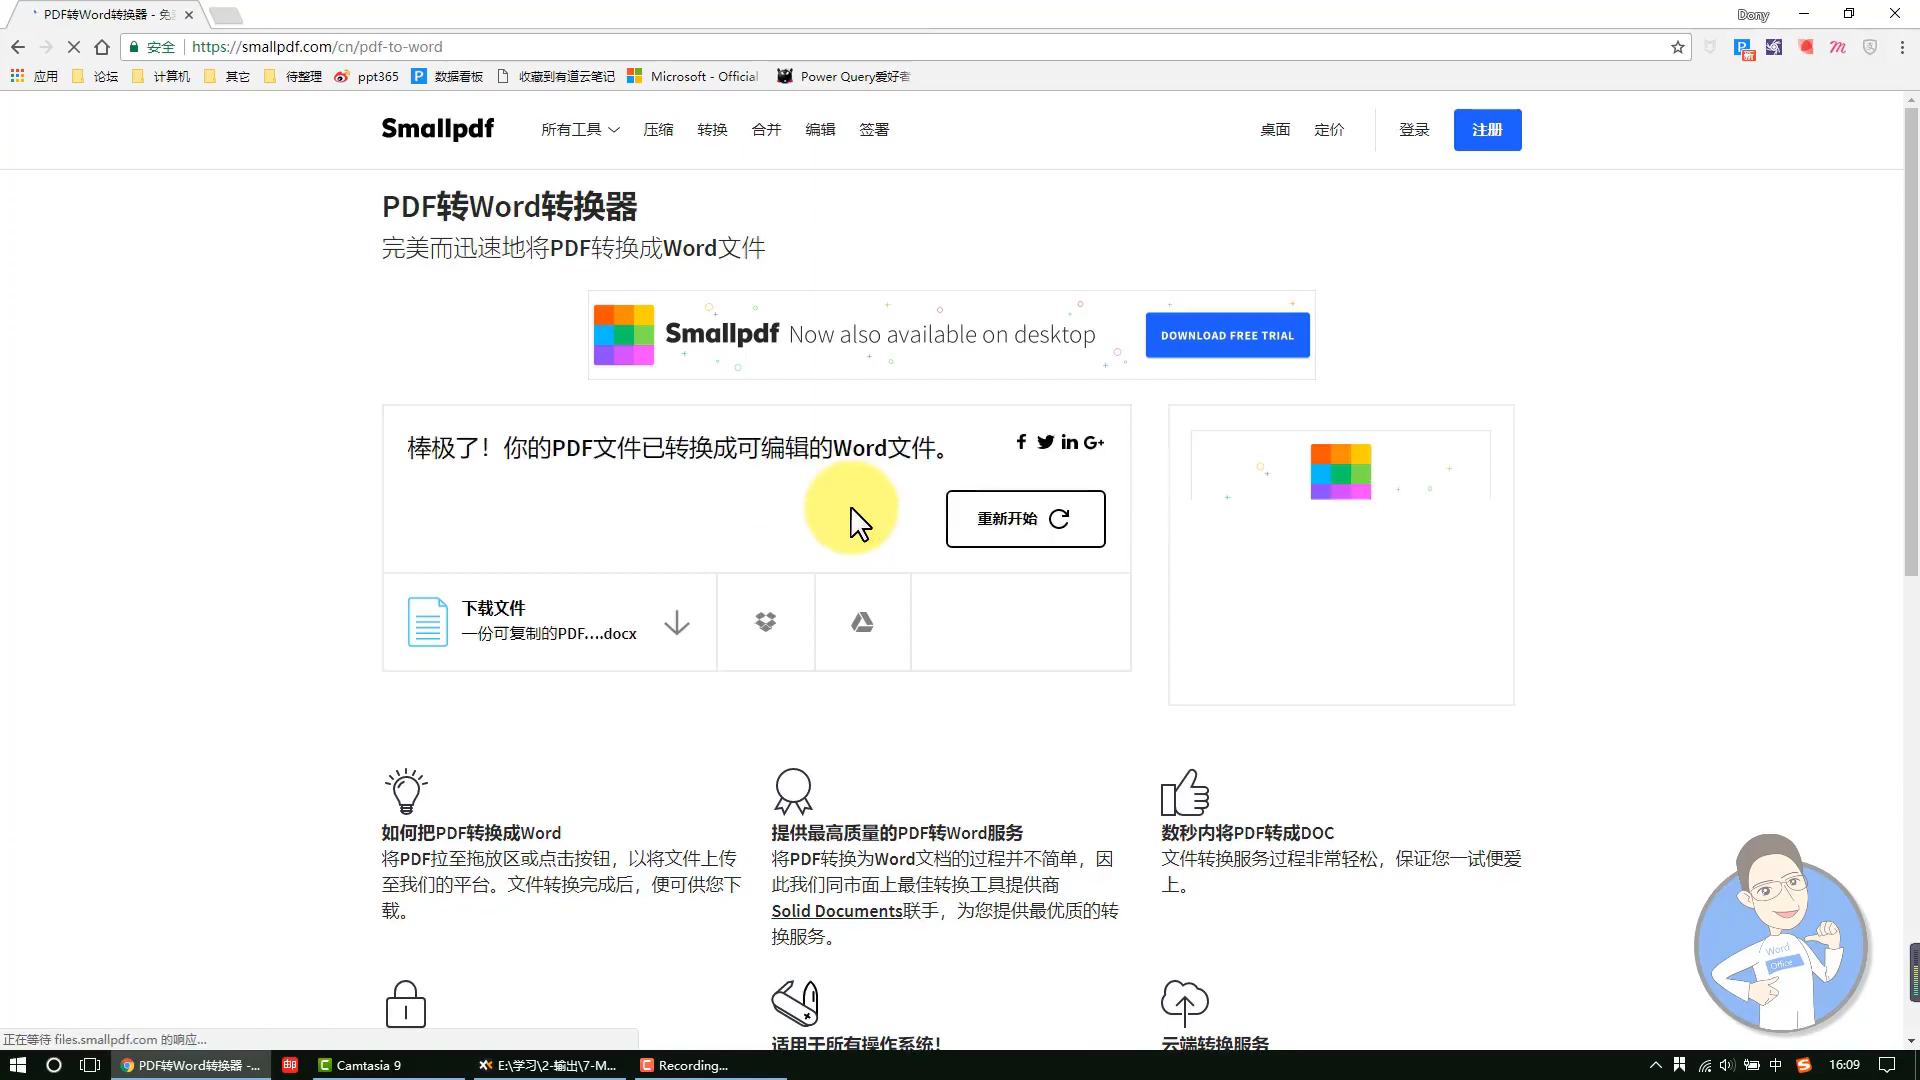 PDF转Word转换器 - 免
Dony
安全
https://smallpdf.com/cn/pdf-to-word
应用
论坛
计算机
其它
待整理
ppt365
数据看板
收藏到有道云笔记
Microsoft - Official
Power Query爱好者
Smallpdf
所有工具
压缩
转换
合并
编辑
签署
桌面
定价
登录
注册
PDF转Word转换器
完美而迅速地将PDF转换成Word文件
Smallpdf Now also available on desktop
DOWNLOAD FREE TRIAL
棒极了！你的PDF文件已转换成可编辑的Word文件。
重新开始
下载文件
一份可复制的PDF....docx
如何把PDF转换成Word
将PDF拉至拖放区或点击按钮，以将文件上传
至我们的平台。文件转换完成后，便可供您下
载。
提供最高质量的PDF转Word服务
将PDF转换为Word文档的过程并不简单，因
此我们同市面上最佳转换工具提供商
Solid Documents联手，为您提供最优质的转
换服务。
数秒内将PDF转成DOC
文件转换服务过程非常轻松，保证您一试便爱
上。
适用于所有操作系统！
云端转换服务
Word
Office
正在等待 files.smallpdf.com 的响应...
PDF转Word转换器 -...
Camtasia 9
E:\学习\2-输出\7-M...
Recording...
中
16:09